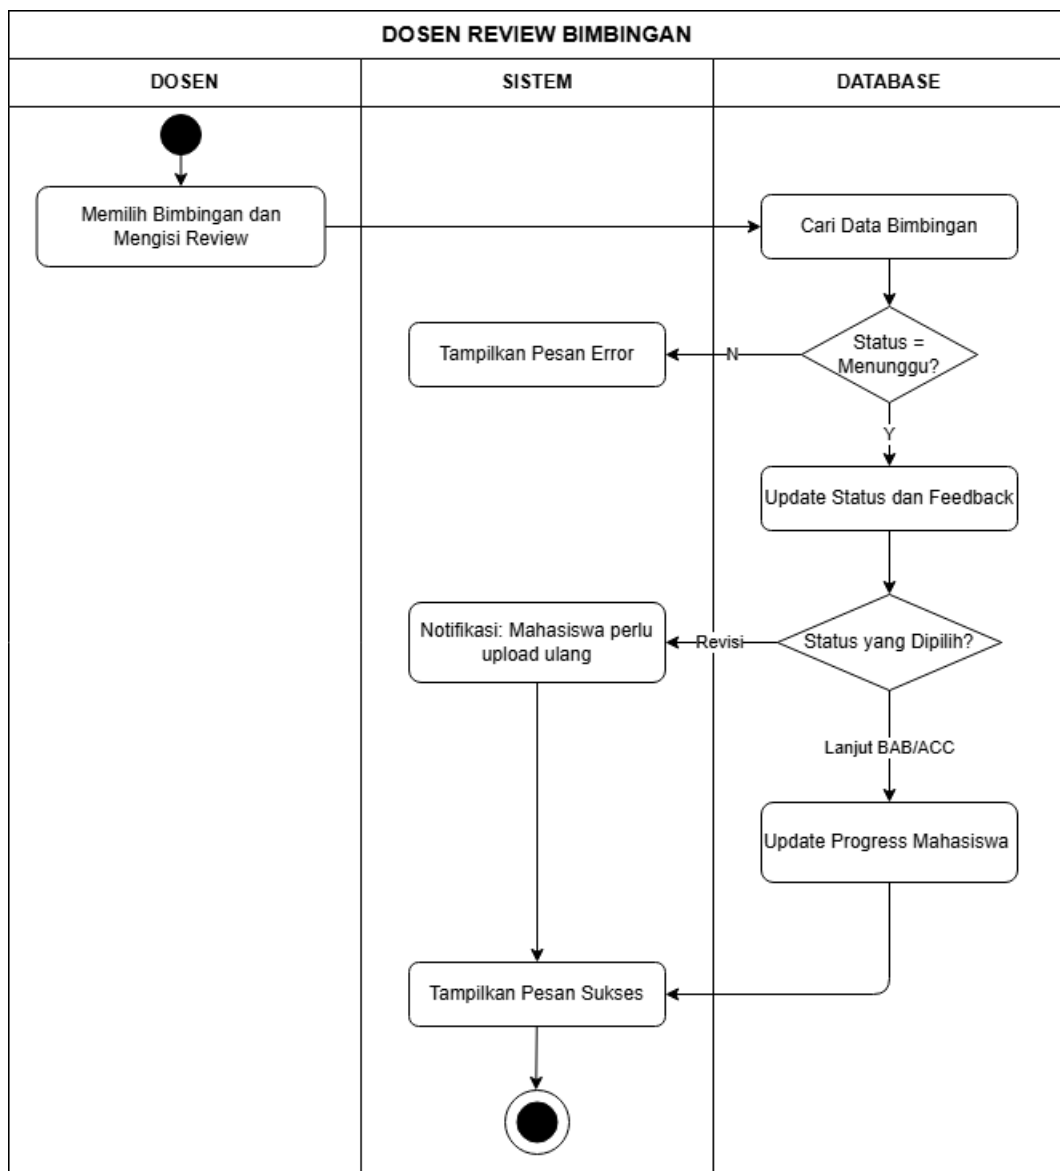 DOSEN REVIEW BIMBINGAN
DOSEN
SISTEM
DATABASE
Memilih Bimbingan dan
Mengisi Review
Cari Data Bimbingan
Status =
Menunggu?
N
Tampilkan Pesan Error
Y
Update Status dan Feedback
Status yang Dipilih?
Revisi
Notifikasi: Mahasiswa perlu
upload ulang
Lanjut BAB/ACC
Update Progress Mahasiswa
Tampilkan Pesan Sukses